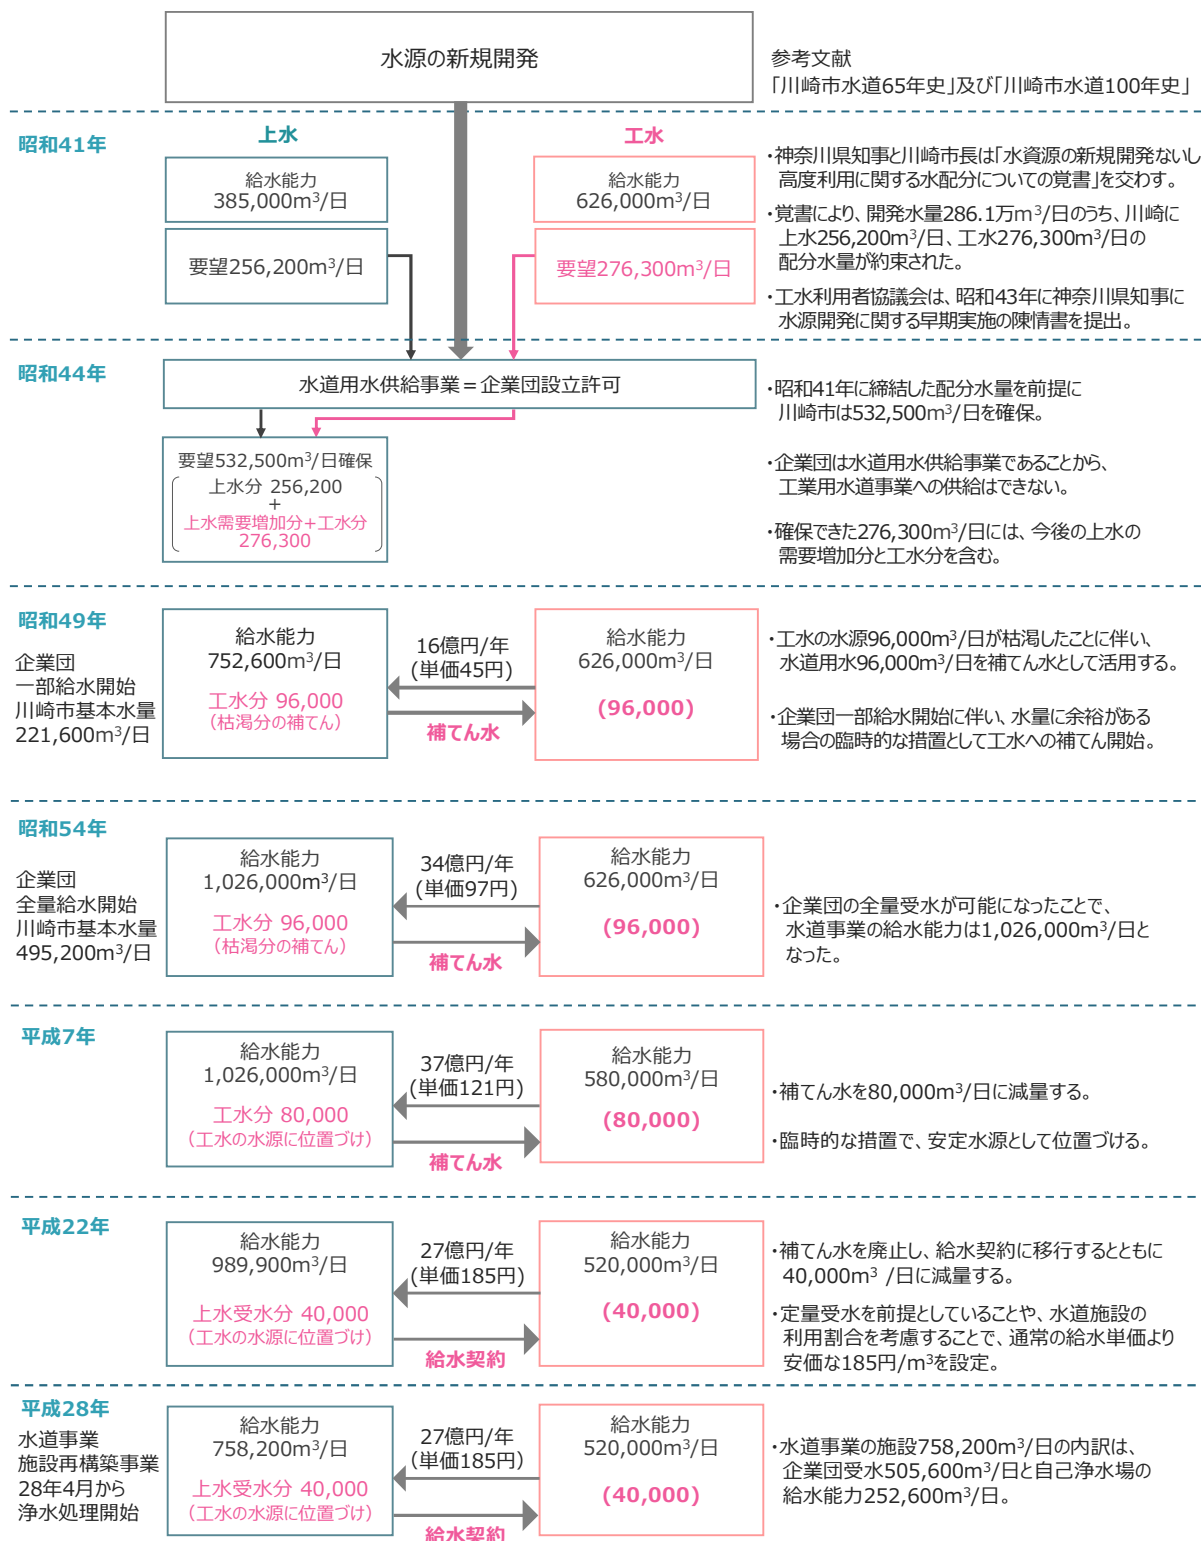 水源の新規開発
参考文献
「川崎市水道65年史」及び「川崎市水道100年史」
昭和41年
上水
工水
給水能力
385,000m³/日
給水能力
626,000m³/日
要望256,200m³/日
要望276,300m³/日
・神奈川県知事と川崎市長は「水資源の新規開発ないし
高度利用に関する水配分についての覚書」を交わす。
・覚書により、開発水量286.1万m³/日のうち、川崎に
上水256,200m³/日、工水276,300m³/日の
配分水量が約束された。
・工水利用者協議会は、昭和43年に神奈川県知事に
水源開発に関する早期実施の陳情書を提出。
昭和44年
水道用水供給事業＝企業団設立許可
要望532,500m³/日確保
上水分 256,200
+
上水需要増加分+工水分
276,300
・昭和41年に締結した配分水量を前提に
川崎市は532,500m³/日を確保。
・企業団は水道用水供給事業であることから、
工業用水道事業への供給はできない。
・確保できた276,300m³/日には、今後の上水の
需要増加分と工水分を含む。
昭和49年
企業団
一部給水開始
川崎市基本水量
221,600m³/日
給水能力
752,600m³/日
工水分 96,000
(枯渇分の補てん)
16億円/年
(単価45円)
補てん水
給水能力
626,000m³/日
(96,000)
・工水の水源96,000m³/日が枯渇したことに伴い、
水道用水96,000m³/日を補てん水として活用する。
・企業団一部給水開始に伴い、水量に余裕がある
場合の臨時的な措置として工水への補てん開始。
昭和54年
企業団
全量給水開始
川崎市基本水量
495,200m³/日
給水能力
1,026,000m³/日
工水分 96,000
(枯渇分の補てん)
34億円/年
(単価97円)
補てん水
給水能力
626,000m³/日
(96,000)
・企業団の全量受水が可能になったことで、
水道事業の給水能力は1,026,000m³/日と
なった。
平成7年
給水能力
1,026,000m³/日
工水分 80,000
(工水の水源に位置づけ)
37億円/年
(単価121円)
補てん水
給水能力
580,000m³/日
(80,000)
・補てん水を80,000m³/日に減量する。
・臨時的な措置で、安定水源として位置づける。
平成22年
給水能力
989,900m³/日
上水受水分 40,000
(工水の水源に位置づけ)
27億円/年
(単価185円)
給水契約
給水能力
520,000m³/日
(40,000)
・補てん水を廃止し、給水契約に移行するとともに
40,000m³ /日に減量する。
・定量受水を前提としていることや、水道施設の
利用割合を考慮することで、通常の給水単価より
安価な185円/m³を設定。
平成28年
水道事業
施設再構築事業
28年4月から
浄水処理開始
給水能力
758,200m³/日
上水受水分 40,000
(工水の水源に位置づけ)
27億円/年
(単価185円)
給水契約
給水能力
520,000m³/日
(40,000)
・水道事業の施設758,200m³/日の内訳は、
企業団受水505,600m³/日と自己浄水場の
給水能力252,600m³/日。